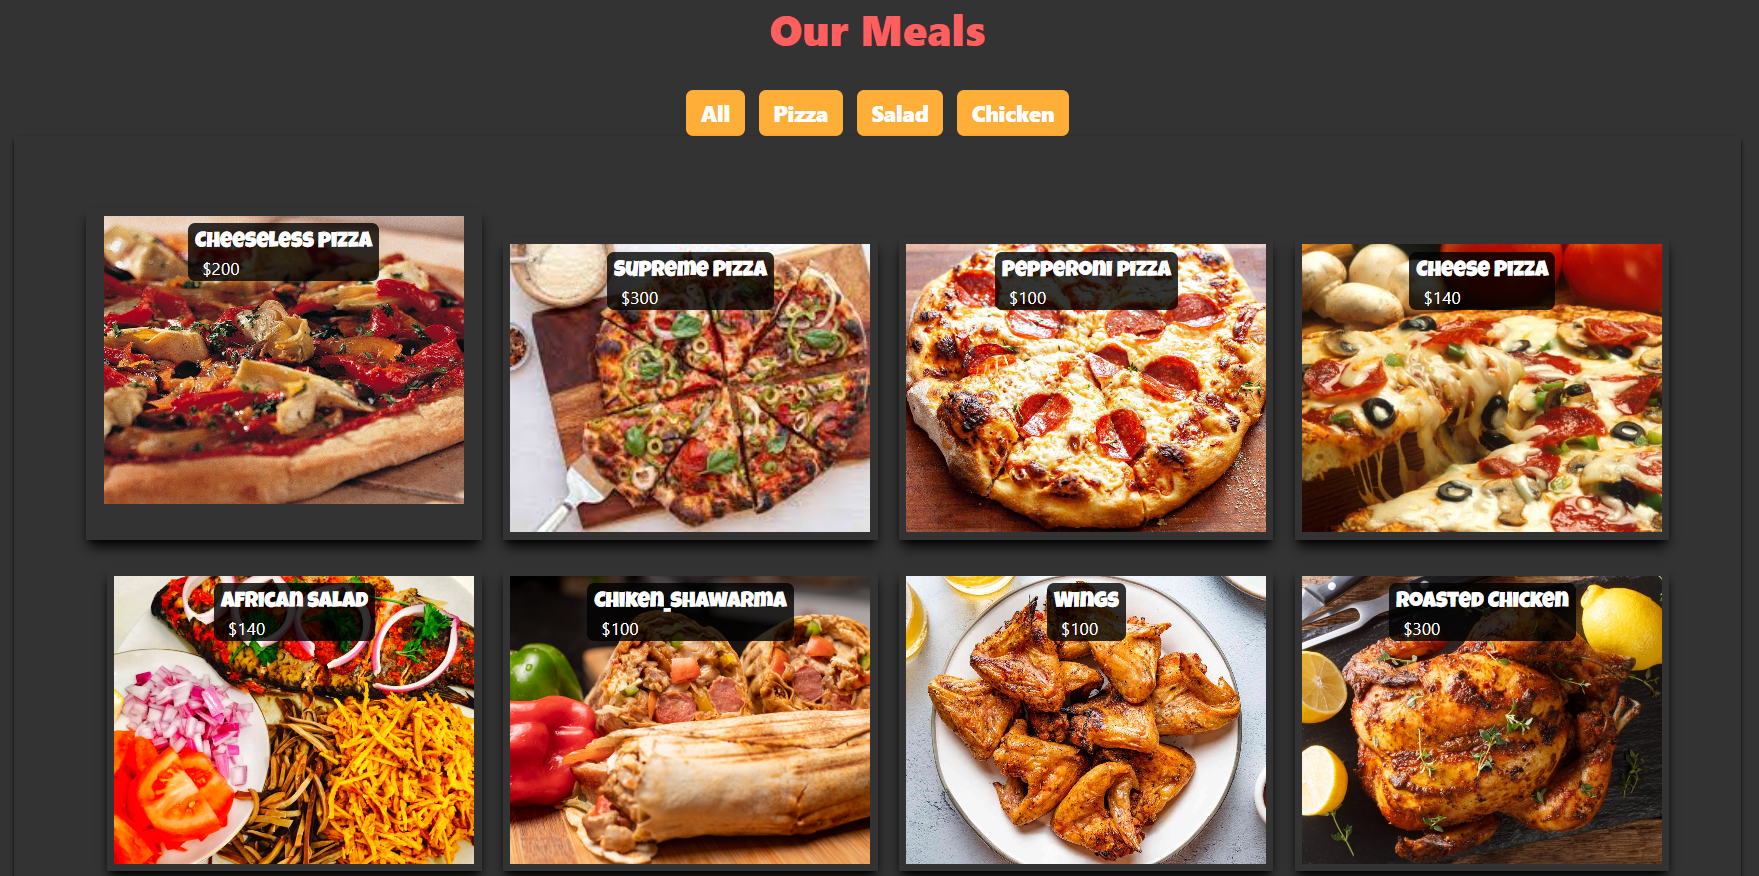 Our Meals
All
Pizza
Salad
Chicken
Cheeseless Pizza
$200
Supreme Pizza
$300
Pepperoni Pizza
$100
Cheese Pizza
$140
African Salad
$140
Chiken_Shawarma
$100
Wings
$100
Roasted Chicken
$300